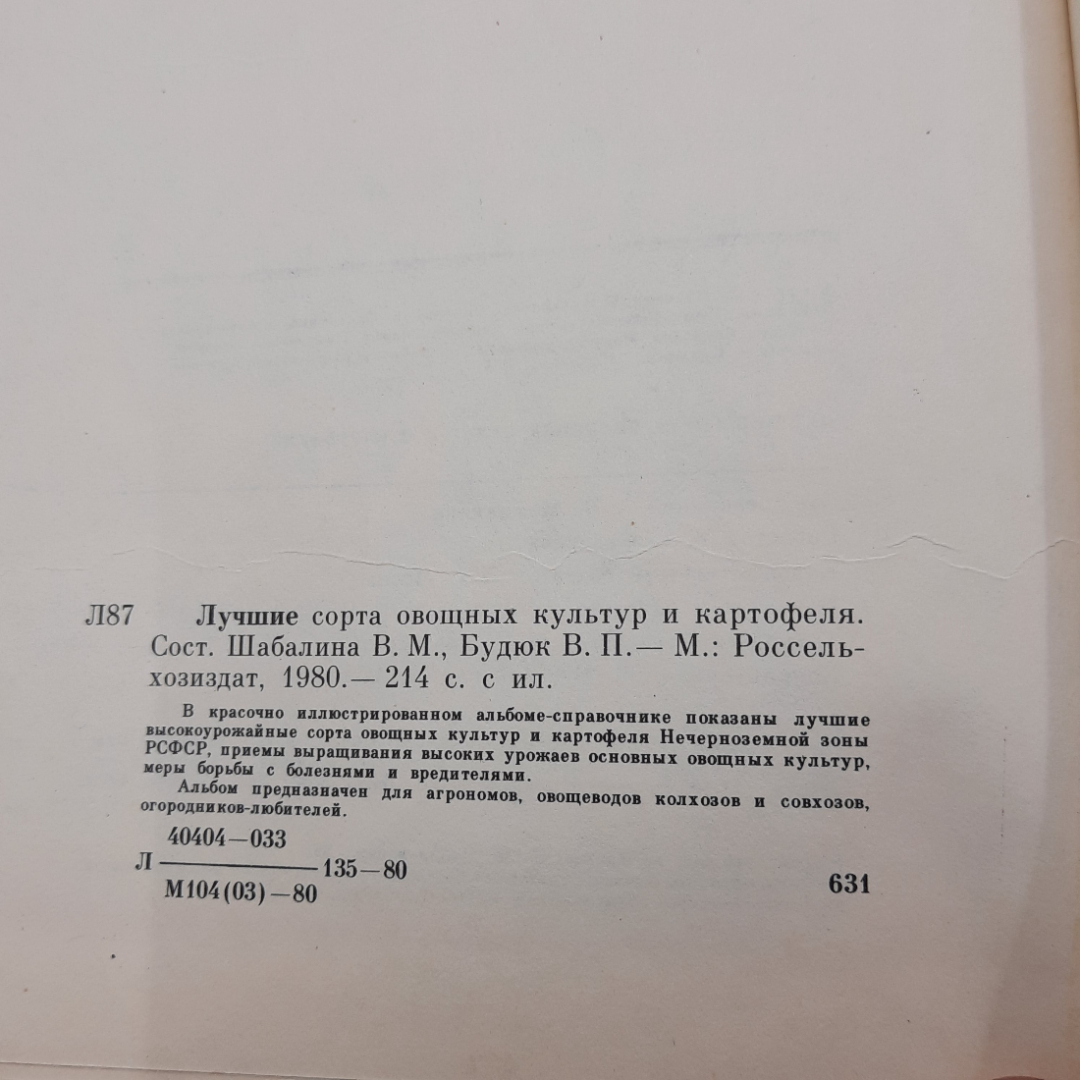 Л87 Лучшие сорта овощных культур и картофеля.
Сост. Шабалина В. М., Будюк В. П.— М.: Россель-
хозиздат, 1980.— 214 с. с ил.
В красочно иллюстрированном альбоме-справочнике показаны лучшие
высокоурожайные сорта овощных культур и картофеля Нечерноземной зоны
РСФСР, приемы выращивания высоких урожаев основных овощных культур,
меры борьбы с болезнями и вредителями.
Альбом предназначен для агрономов, овощеводов колхозов и совхозов,
огородников-любителей.
40404—033
Л ——— 135—80
М104(03)—80
631